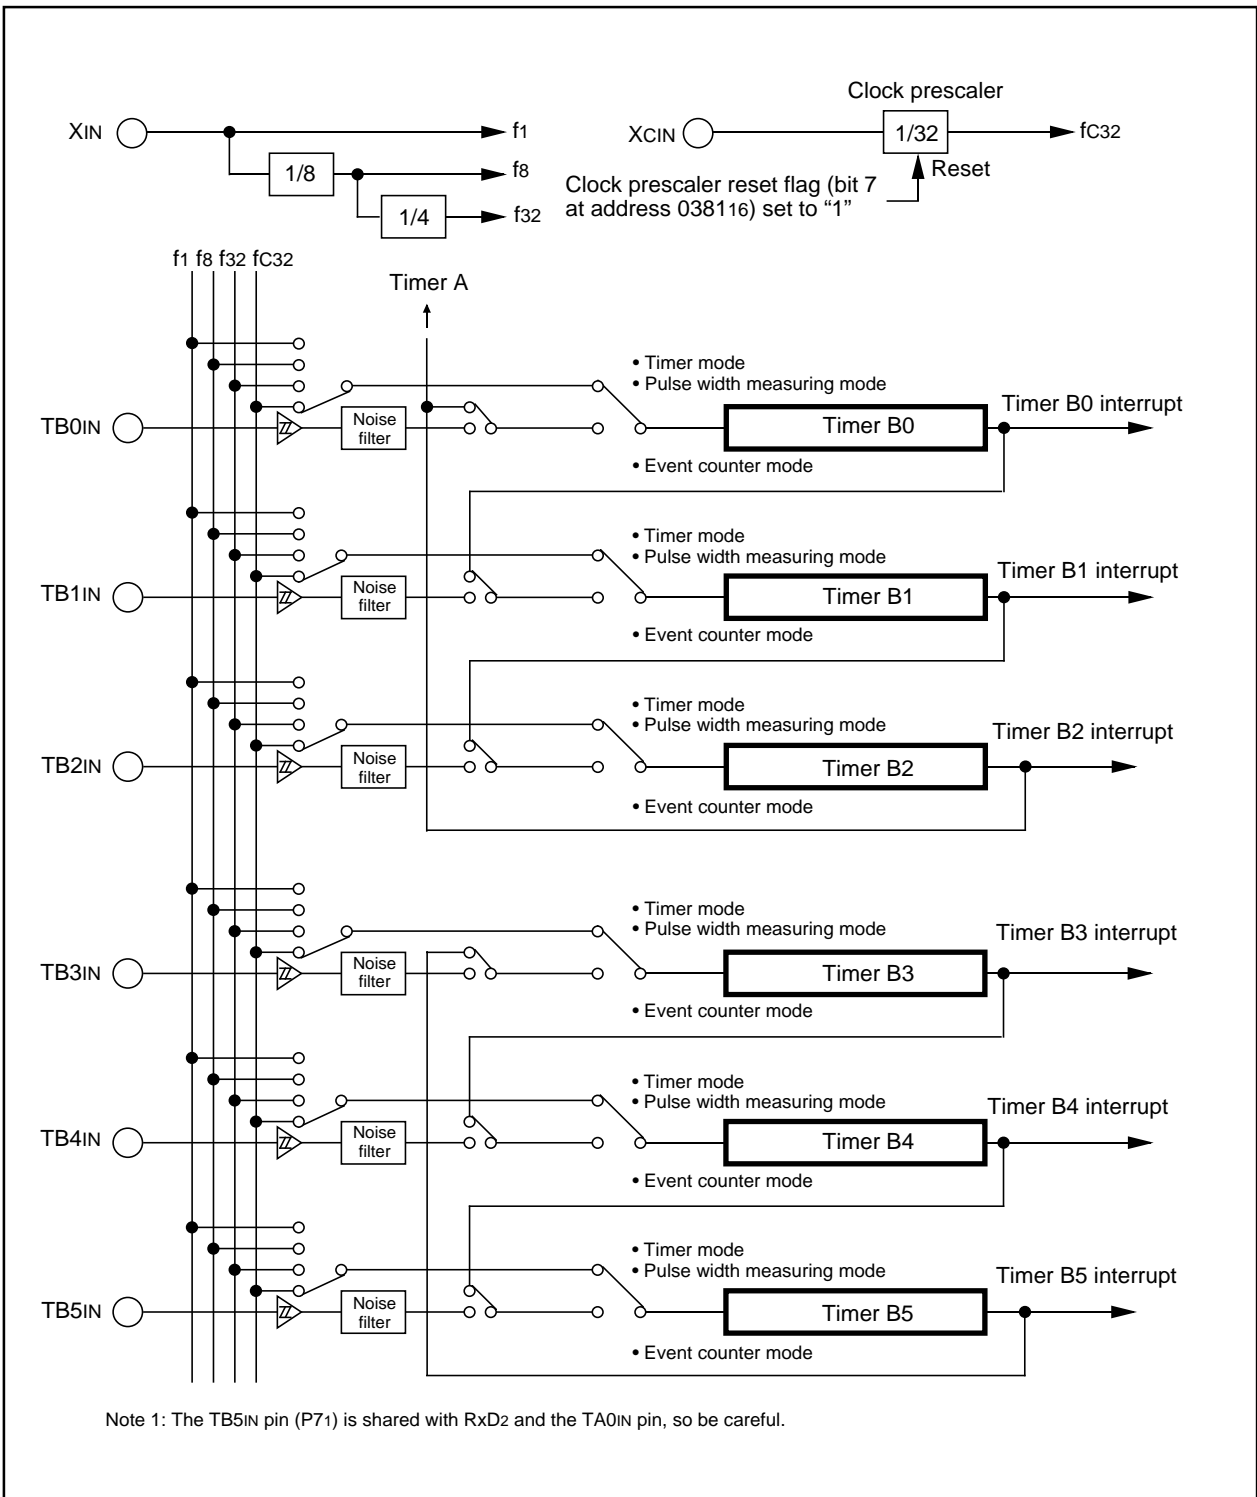 Clock prescaler
XIN
f1
XCIN
1/32
fC32
1/8
f8
Reset
Clock prescaler reset flag (bit 7
at address 038116) set to “1”
1/4
f32
f1 f8 f32 fC32
Timer A
• Timer mode
• Pulse width measuring mode
TB0IN
Noise
filter
Timer B0
Timer B0 interrupt
• Event counter mode
• Timer mode
• Pulse width measuring mode
TB1IN
Noise
filter
Timer B1
Timer B1 interrupt
• Event counter mode
• Timer mode
• Pulse width measuring mode
TB2IN
Noise
filter
Timer B2
Timer B2 interrupt
• Event counter mode
• Timer mode
• Pulse width measuring mode
TB3IN
Noise
filter
Timer B3
Timer B3 interrupt
• Event counter mode
• Timer mode
• Pulse width measuring mode
TB4IN
Noise
filter
Timer B4
Timer B4 interrupt
• Event counter mode
• Timer mode
• Pulse width measuring mode
TB5IN
Noise
filter
Timer B5
Timer B5 interrupt
• Event counter mode
Note 1: The TB5IN pin (P71) is shared with RxD2 and the TA0IN pin, so be careful.